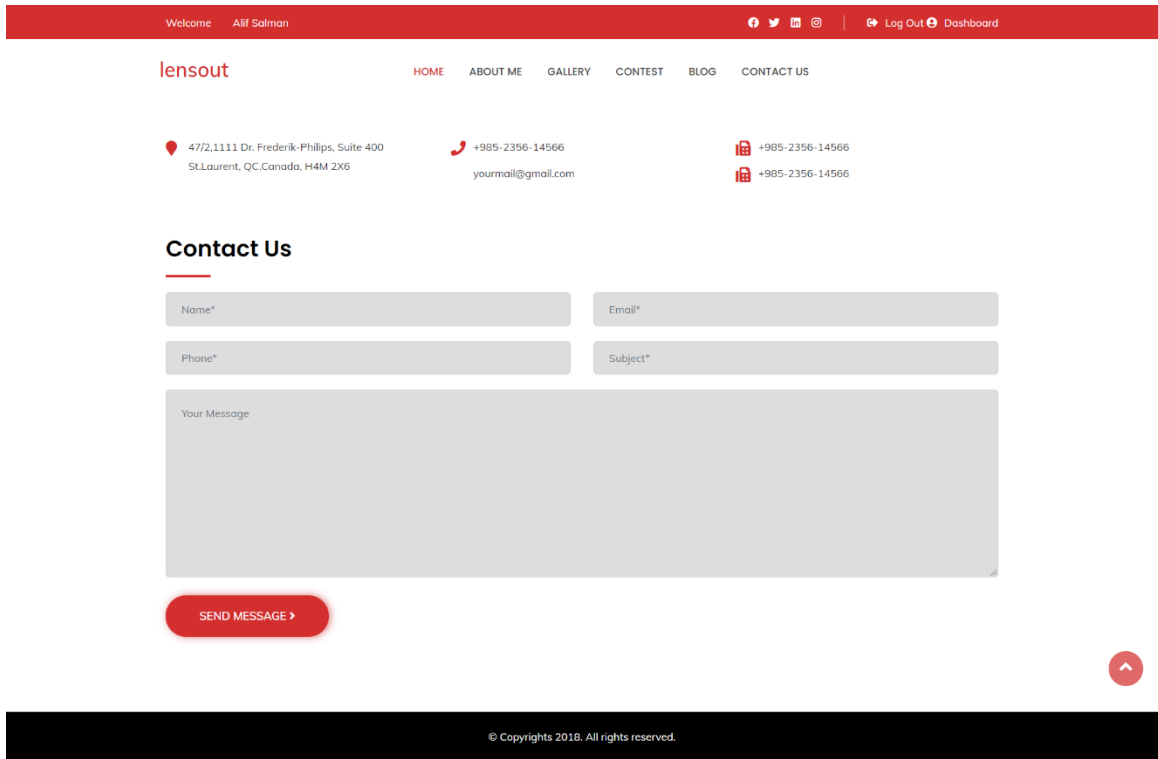 Welcome Alif Salman Log Out Dashboard
lensout HOME ABOUT ME GALLERY CONTEST BLOG CONTACT US
47/2,1111 Dr. Frederik-Philips, Suite 400
St.Laurent, QC,Canada, H4M 2X6
+985-2356-14566
yourmail@gmail.com
+985-2356-14566
+985-2356-14566
Contact Us
Name* Email*
Phone* Subject*
Your Message
SEND MESSAGE
© Copyrights 2018. All rights reserved.